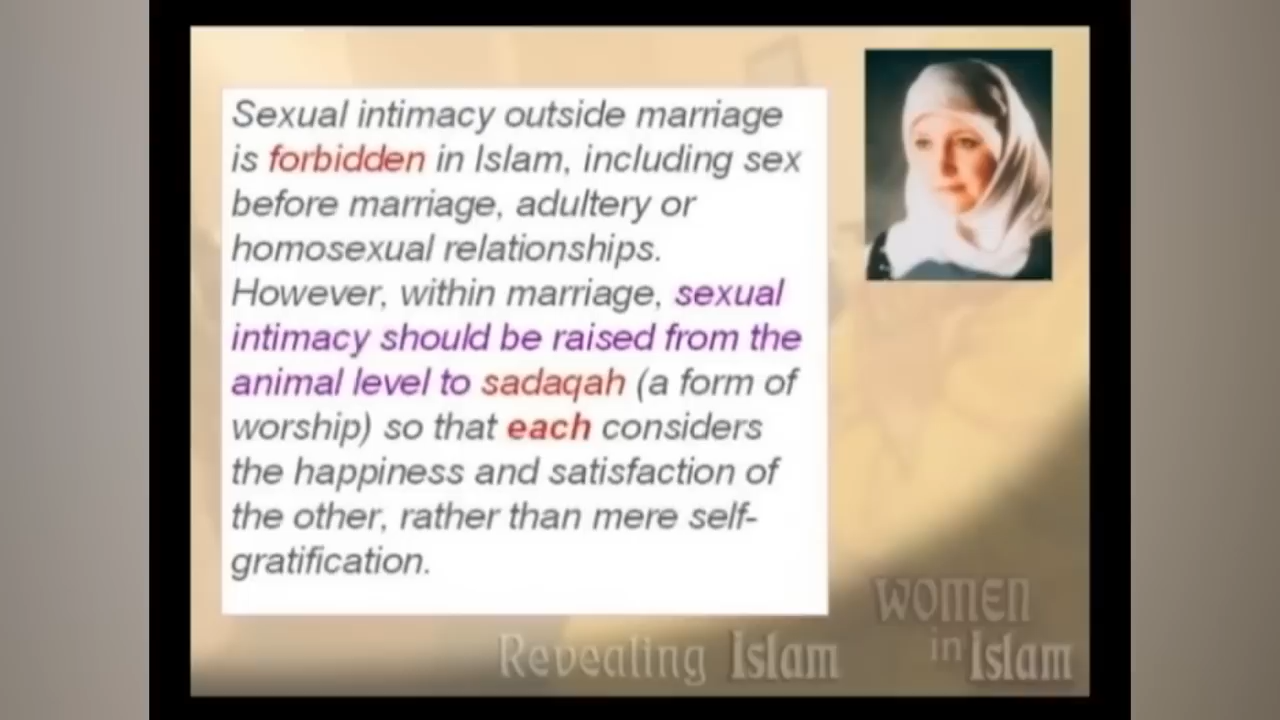 Sexual intimacy outside marriage
is forbidden in Islam, including sex
before marriage, adultery or
homosexual relationships.
However, within marriage, sexual
intimacy should be raised from the
animal level to sadaqah (a form of
worship) so that each considers
the happiness and satisfaction of
the other, rather than mere self-
gratification.
Revealing Islam
women
in Islam